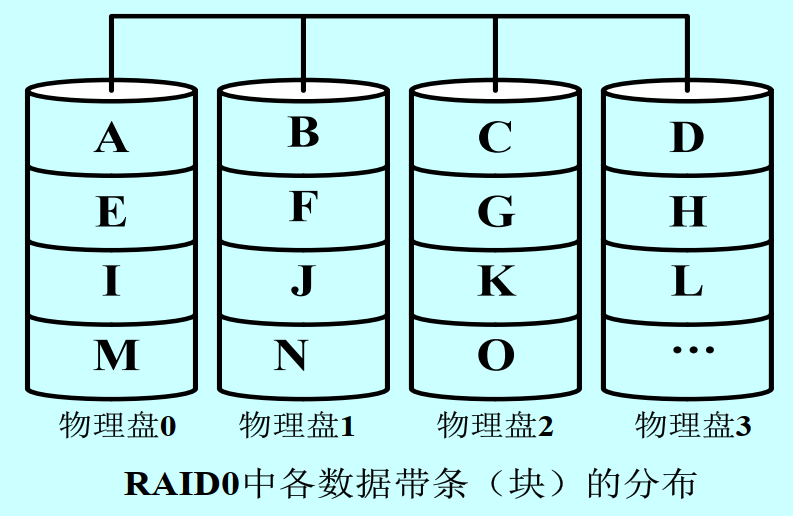 A B C D
E F G H
I J K L
M N O …
物理盘0 物理盘1 物理盘2 物理盘3
RAID0中各数据带条（块）的分布